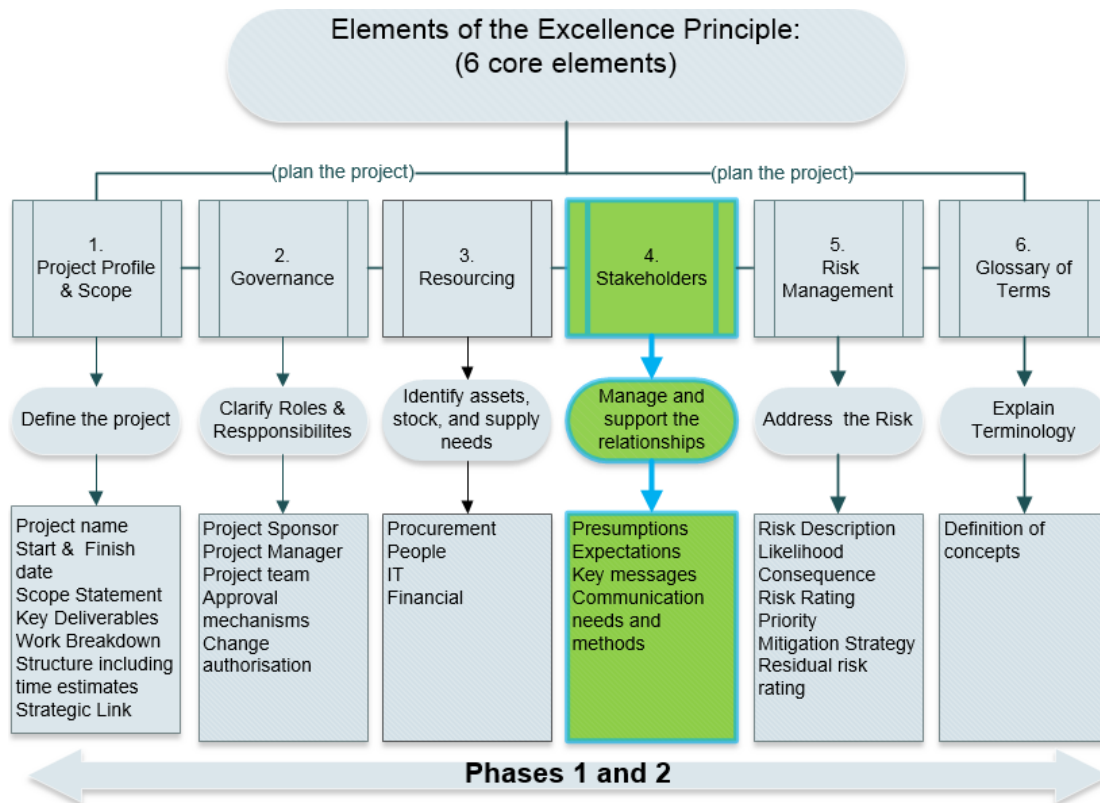 Elements of the Excellence Principle:
(6 core elements)
(plan the project)
(plan the project)
1.
Project Profile
& Scope
2.
Governance
3.
Resourcing
4.
Stakeholders
5.
Risk
Management
6.
Glossary of
Terms
Define the project
Clarify Roles &
Respponsibilites
Identify assets,
stock, and supply
needs
Manage and
support the
relationships
Address  the Risk
Explain
Terminology
Project name
Start &  Finish
date
Scope Statement
Key Deliverables
Work Breakdown
Structure including
time estimates
Strategic Link
Project Sponsor
Project Manager
Project team
Approval
mechanisms
Change
authorisation
Procurement
People
IT
Financial
Presumptions
Expectations
Key messages
Communication
needs and
methods
Risk Description
Likelihood
Consequence
Risk Rating
Priority
Mitigation Strategy
Residual risk
rating
Definition of
concepts
Phases 1 and 2